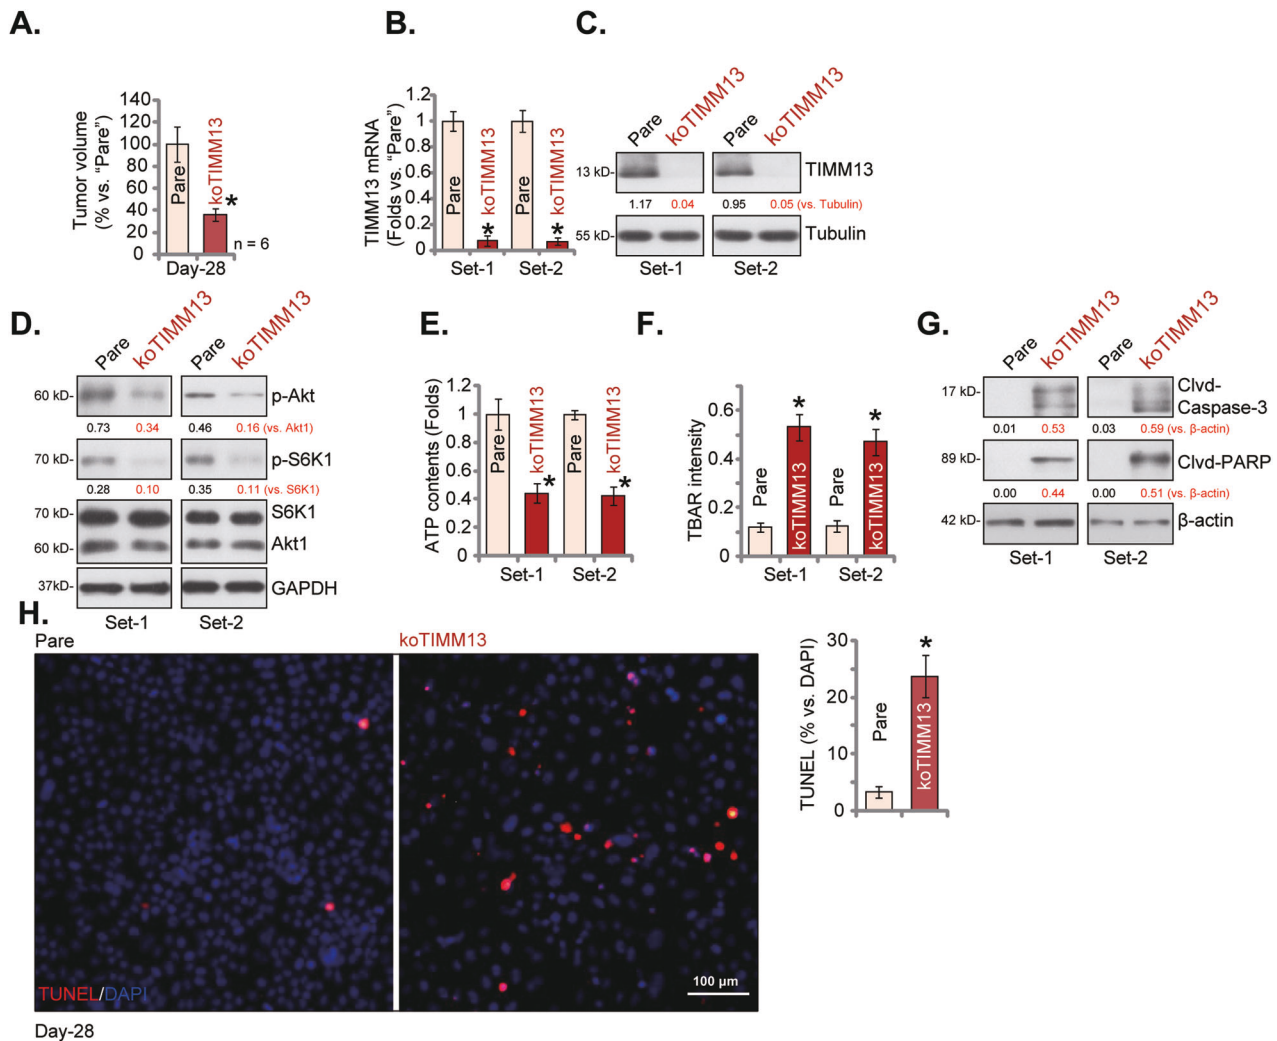 A.
Tumor volume
(% vs. “Pare”)
140
120
100
80
60
40
20
0
Pare
koTIMM13
*
n = 6
Day-28
B.
TIMM13 mRNA
(Folds vs. “Pare”)
1.2
1
0.8
0.6
0.4
0.2
0
Pare
koTIMM13
*
Pare
koTIMM13
*
Set-1
Set-2
C.
Pare
koTIMM13
Pare
koTIMM13
13 kD-
TIMM13
1.17
0.04
0.95
0.05 (vs. Tubulin)
55 kD-
Tubulin
Set-1
Set-2
D.
Pare
koTIMM13
Pare
koTIMM13
60 kD-
p-Akt
0.73
0.34
0.46
0.16 (vs. Akt1)
70 kD-
p-S6K1
0.28
0.10
0.35
0.11 (vs. S6K1)
70 kD-
S6K1
60 kD-
Akt1
37kD-
GAPDH
Set-1
Set-2
E.
ATP contents (Folds)
1.2
1
0.8
0.6
0.4
0.2
0
Pare
koTIMM13
*
Pare
koTIMM13
*
Set-1
Set-2
F.
TBAR intensity
0.6
0.4
0.2
0
Pare
koTIMM13
*
Pare
koTIMM13
*
Set-1
Set-2
G.
Pare
koTIMM13
Pare
koTIMM13
17 kD-
Clvd-
Caspase-3
0.01
0.53
0.03
0.59 (vs. β-actin)
89 kD-
Clvd-PARP
0.00
0.44
0.00
0.51 (vs. β-actin)
42 kD-
β-actin
Set-1
Set-2
H.
Pare
koTIMM13
TUNEL/DAPI
100 µm
Day-28
TUNEL (% vs. DAPI)
30
20
10
0
Pare
koTIMM13
*